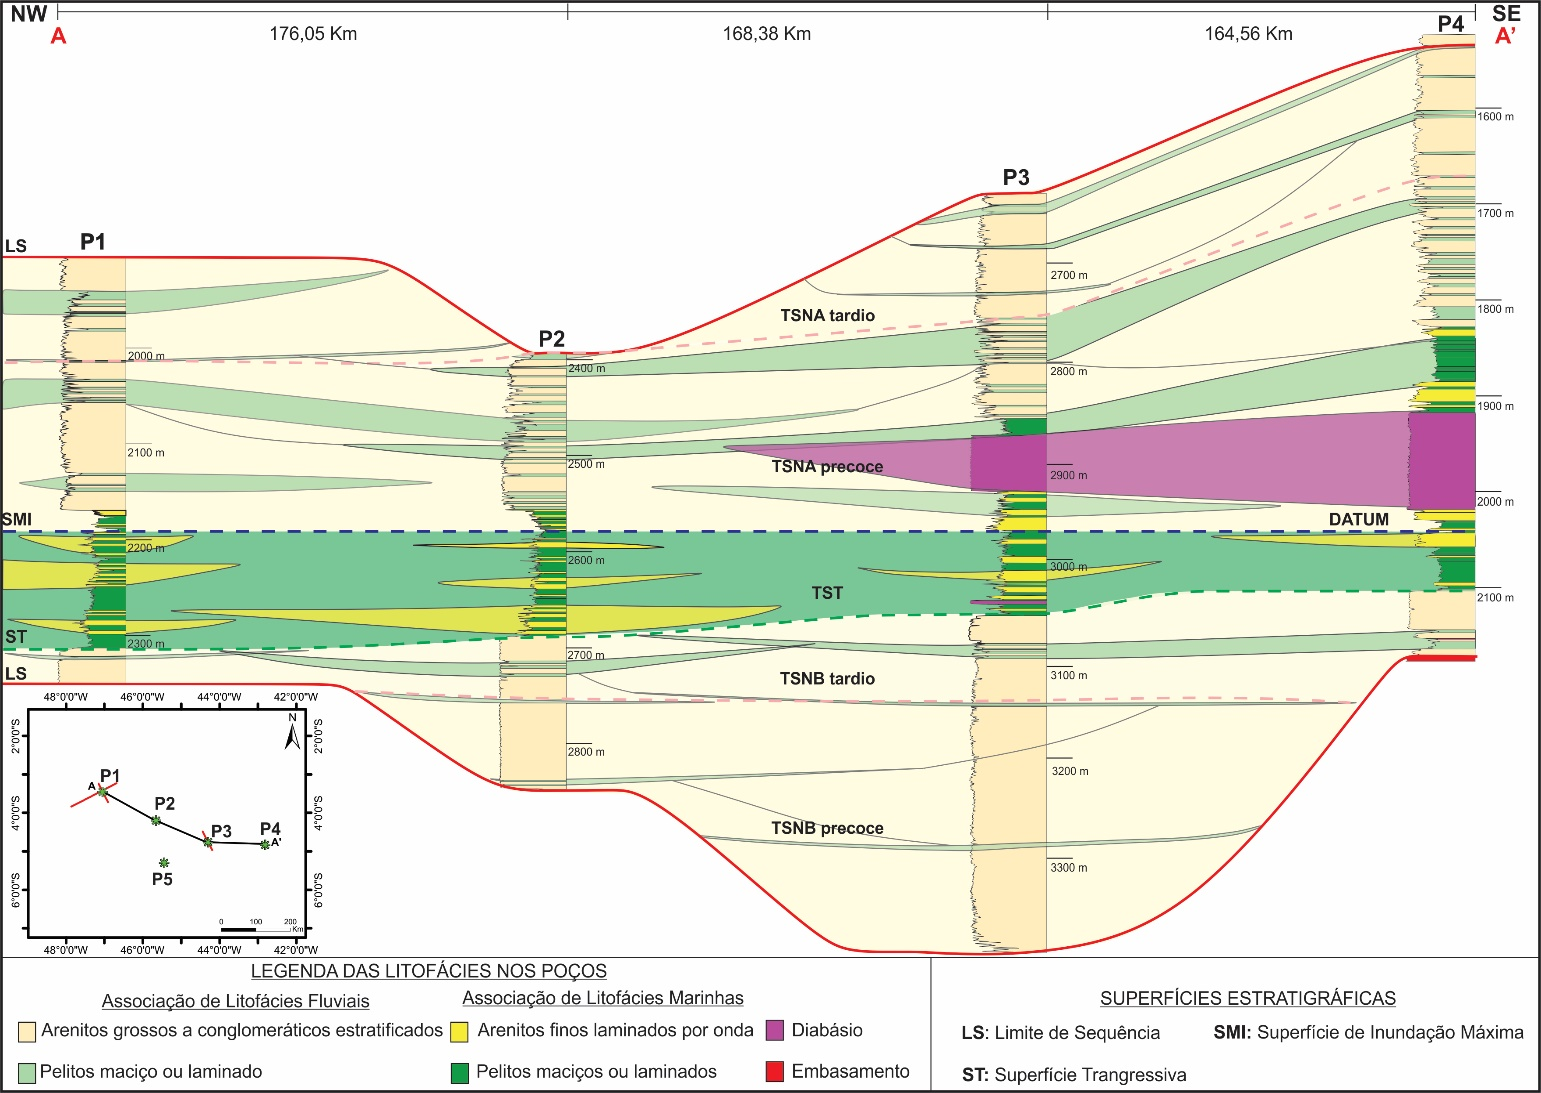 NW
SE
A
176,05 Km
168,38 Km
164,56 Km
P4
A’
1600 m
P3
1700 m
LS
P1
2700 m
1800 m
TSNA tardio
P2
2000 m
2400 m
2800 m
1900 m
2100 m
2500 m
TSNA precoce
2900 m
2000 m
SMI
DATUM
2200 m
2600 m
3000 m
TST
2100 m
ST
2300 m
2700 m
LS
TSNB tardio
3100 m
48°0'0"W 46°0'0"W 44°0'0"W 42°0'0"W
N
2°0'0"S
2°0'0"S
2800 m
3200 m
P1
A
P2
4°0'0"S
4°0'0"S
P3
P4
A'
TSNB precoce
P5
3300 m
6°0'0"S
6°0'0"S
0 100 200
Km
48°0'0"W 46°0'0"W 44°0'0"W 42°0'0"W
LEGENDA DAS LITOFÁCIES NOS POÇOS
Associação de Litofácies Fluviais
Associação de Litofácies Marinhas
Arenitos grossos a conglomeráticos estratificados
Arenitos finos laminados por onda
Diabásio
Pelitos maciço ou laminado
Pelitos maciços ou laminados
Embasamento
SUPERFÍCIES ESTRATIGRÁFICAS
LS: Limite de Sequência
SMI: Superfície de Inundação Máxima
ST: Superfície Trangressiva